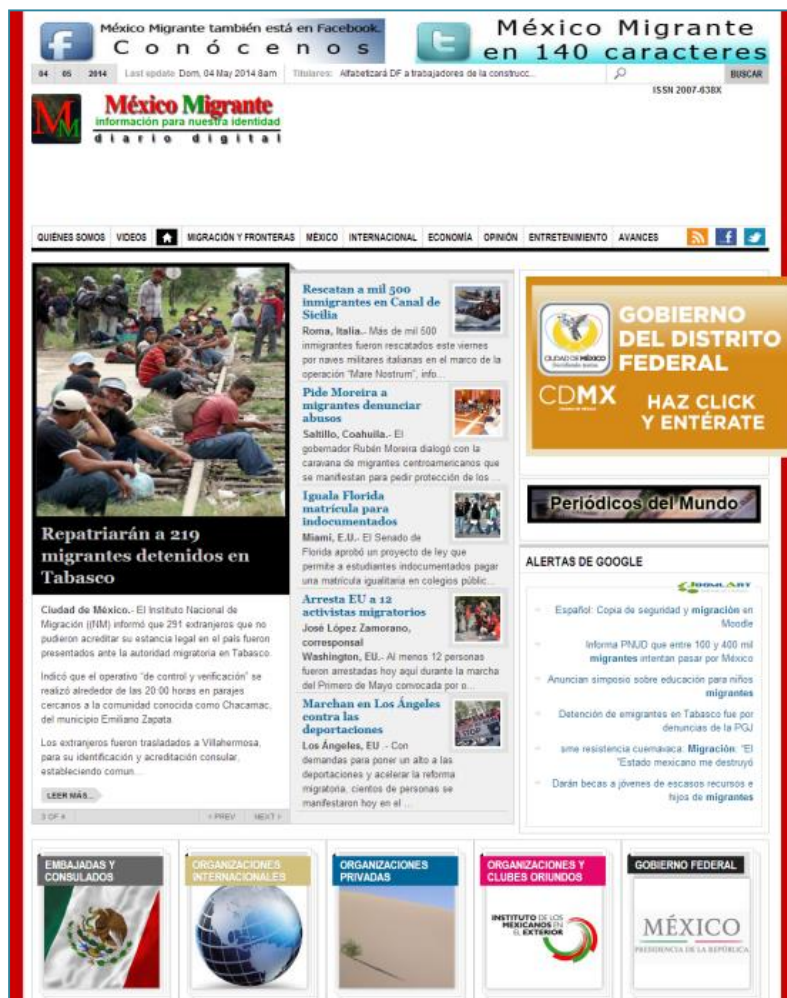 México Migrante también está en Facebook.
Conócenos
México Migrante
en 140 caracteres
04 05 2014 Last update Dom, 04 May 2014 8am Titulares: Alfabetizará DF a trabajadores de la construcc... BUSCAR
ISSN 2007-638X
MM
México Migrante
información para nuestra identidad
diario digital
QUIÉNES SOMOS VIDEOS MIGRACIÓN Y FRONTERAS MÉXICO INTERNACIONAL ECONOMÍA OPINIÓN ENTRETENIMIENTO AVANCES
Repatriarán a 219
migrantes detenidos en
Tabasco
Ciudad de México.- El Instituto Nacional de
Migración ((NM) informó que 291 extranjeros que no
pudieron acreditar su estancia legal en el país fueron
presentados ante la autoridad migratoria en Tabasco.
Indicó que el operativo “de control y verificación” se
realizó alrededor de las 20:00 horas en parajes
cercanos a la comunidad conocida como Chacamac,
del municipio Emiliano Zapata.
Los extranjeros fueron trasladados a Villahermosa,
para su identificación y acreditación consular,
estableciendo comun...
LEER MÁS...
3 OF 4 < PREV NEXT >
Rescatan a mil 500
inmigrantes en Canal de
Sicilia
Roma, Italia.- Más de mil 500
inmigrantes fueron rescatados este viernes
por naves militares italianas en el marco de la
operación “Mare Nostrum”, info...
Pide Moreira a
migrantes denunciar
abusos
Saltillo, Coahuila.- El
gobernador Rubén Moreira dialogó con la
caravana de migrantes centroamericanos que
se manifiestan para pedir protección de los ...
Iguala Florida
matrícula para
indocumentados
Miami, E.U.- El Senado de
Florida aprobó un proyecto de ley que
permite a estudiantes indocumentados pagar
una matrícula igualitaria en colegios públic...
Arresta EU a 12
activistas migratorios
José López Zamorano,
corresponsal
Washington, EU.- Al menos 12 personas
fueron arrestadas hoy aquí durante la marcha
del Primero de Mayo convocada por o...
Marchan en Los Ángeles
contra las
deportaciones
Los Ángeles, EU .- Con
demandas para poner un alto a las
deportaciones y acelerar la reforma
migratoria, cientos de personas se
manifestaron hoy en el ...
CIUDAD DE MÉXICO
CDMX
GOBIERNO
DEL DISTRITO
FEDERAL
HAZ CLICK
Y ENTÉRATE
Periódicos del Mundo
ALERTAS DE GOOGLE
JOOMLART
Español: Copia de seguridad y migración en
Moodle
Informa PNUD que entre 100 y 400 mil
migrantes intentan pasar por México
Anuncian simposio sobre educación para niños
migrantes
Detención de emigrantes en Tabasco fue por
denuncias de la PGJ
sme resistencia cuernavaca: Migración: "El
"Estado mexicano me destruyó
Darán becas a jóvenes de escasos recursos e
hijos de migrantes
EMBAJADAS Y
CONSULADOS
ORGANIZACIONES
INTERNACIONALES
ORGANIZACIONES
PRIVADAS
ORGANIZACIONES Y
CLUBES ORIUNDOS
INSTITUTO DE LOS
MEXICANOS EN
EL EXTERIOR
GOBIERNO FEDERAL
MÉXICO
PRESIDENCIA DE LA REPÚBLICA